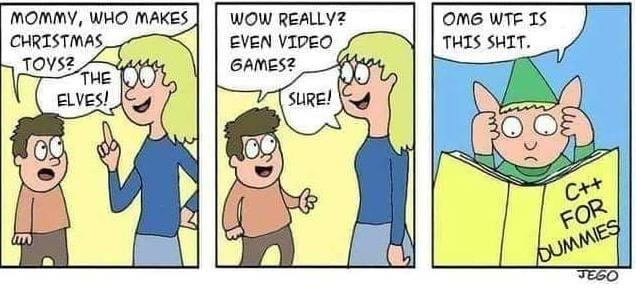 MOMMY, WHO MAKES
CHRISTMAS
TOYS?
THE
ELVES!
WOW REALLY?
EVEN VIDEO
GAMES?
SURE!
OMG WTF IS
THIS SHIT.
C++
FOR
DUMMIES
JEGO